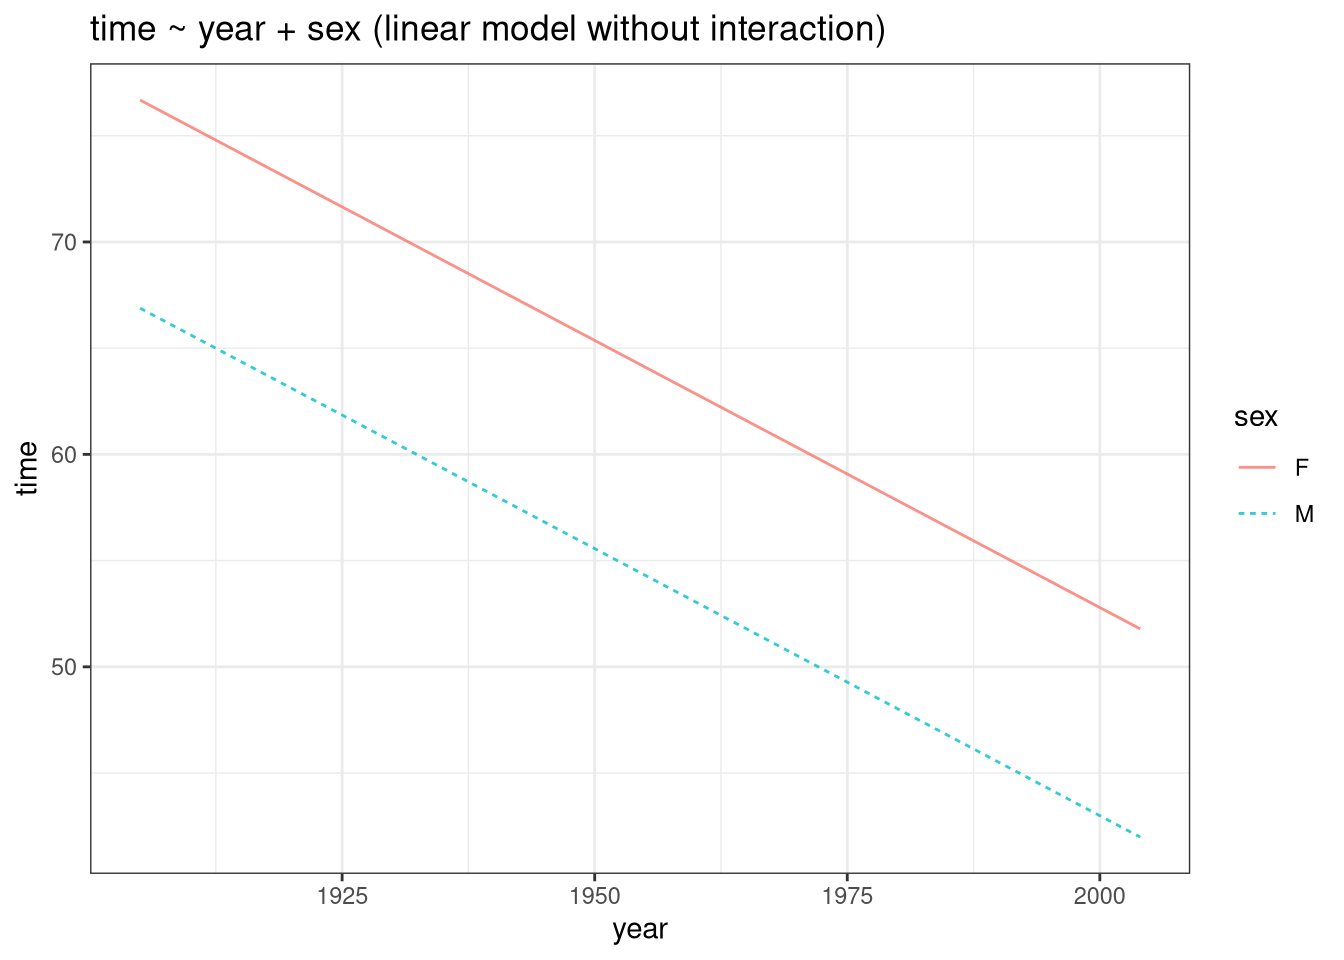 time ~ year + sex (linear model without interaction)
70
60
50
time
1925 1950 1975 2000
year
sex
F
M